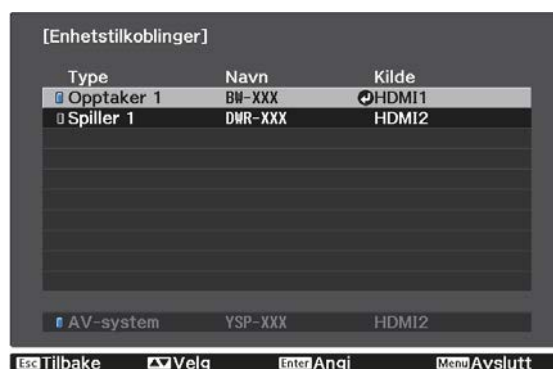 [Enhetstilkoblinger]
Type Navn Kilde
Opptaker 1 BW-XXX HDMI1
Spiller 1 DWR-XXX HDMI2
AV-system YSP-XXX HDMI2
Esc Tilbake Velg Enter Angi Menu Avslutt